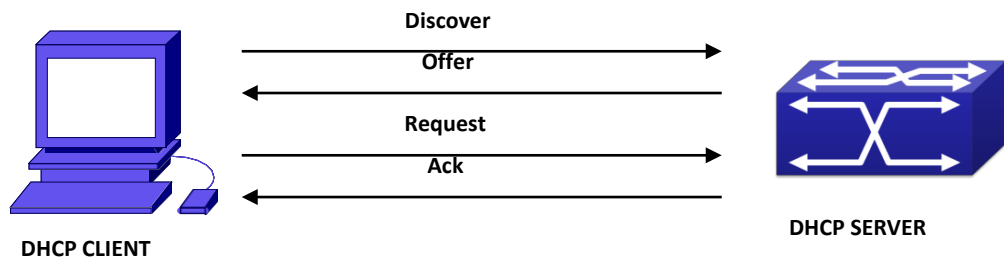 Discover
Offer
Request
Ack
DHCP CLIENT
DHCP SERVER